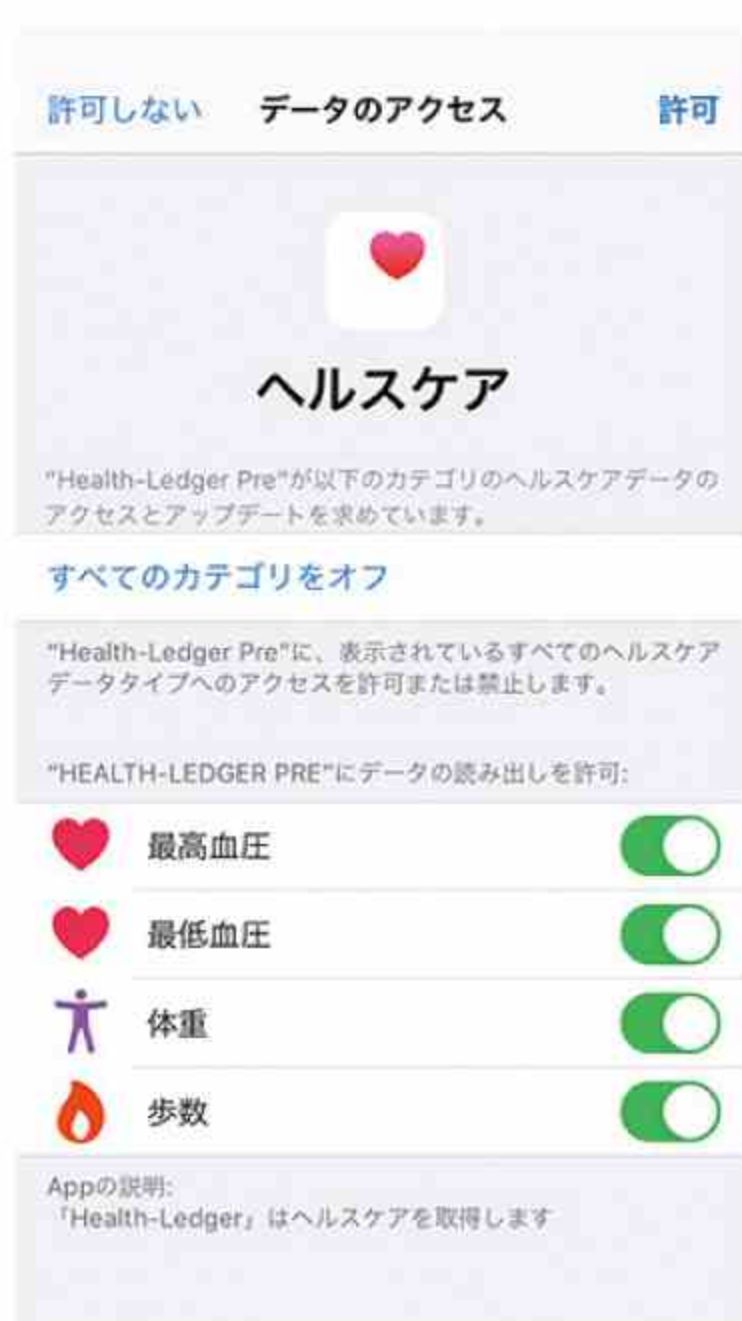 許可しない データのアクセス 許可
ヘルスケア
"Health-Ledger Pre"が以下のカテゴリのヘルスケアデータの
アクセスとアップデートを求めています。
すべてのカテゴリをオフ
"Health-Ledger Pre"に、表示されているすべてのヘルスケア
データタイプへのアクセスを許可または禁止します。
"HEALTH-LEDGER PRE"にデータの読み出しを許可:
最高血圧
最低血圧
体重
歩数
Appの説明:
「Health-Ledger」はヘルスケアを取得します